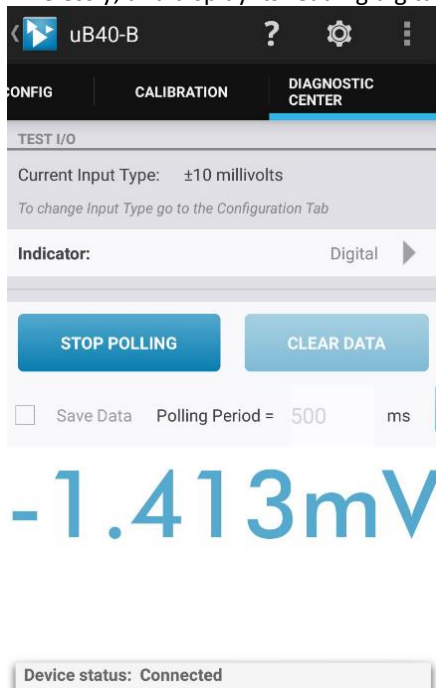 uB40-B ?
CONFIG CALIBRATION DIAGNOSTIC CENTER
TEST I/O
Current Input Type: ±10 millivolts
To change Input Type go to the Configuration Tab
Indicator: Digital
STOP POLLING CLEAR DATA
Save Data Polling Period = 500 ms
-1.413mV
Device status: Connected